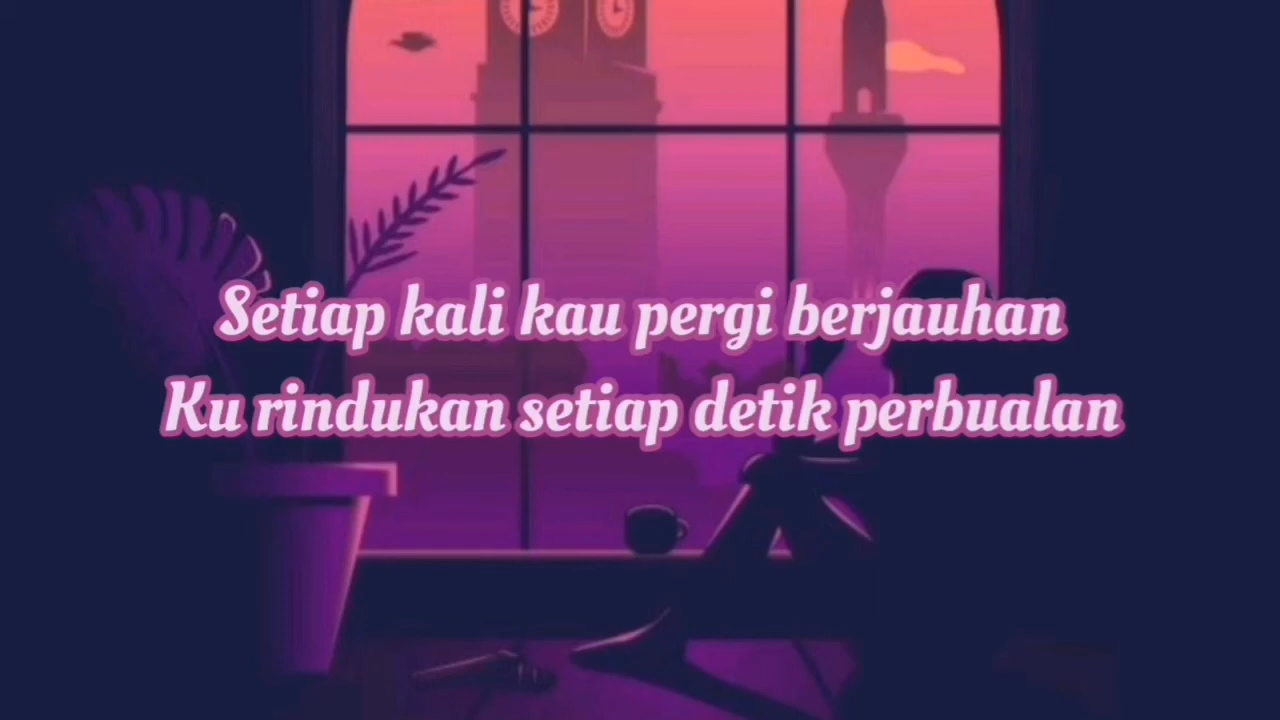 Setiap kali kau pergi berjauhan
Ku rindukan setiap detik perbualan